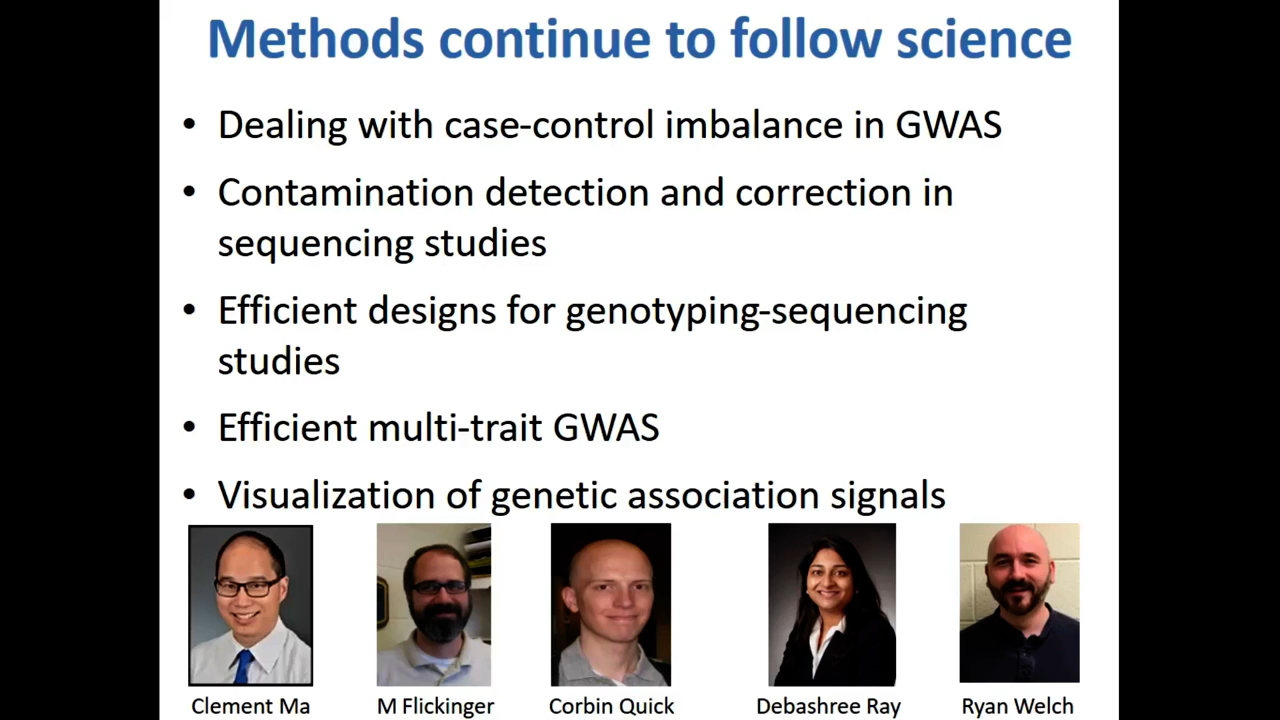 Methods continue to follow science
• Dealing with case-control imbalance in GWAS
• Contamination detection and correction in
sequencing studies
• Efficient designs for genotyping-sequencing
studies
• Efficient multi-trait GWAS
• Visualization of genetic association signals
Clement Ma
M Flickinger
Corbin Quick
Debashree Ray
Ryan Welch